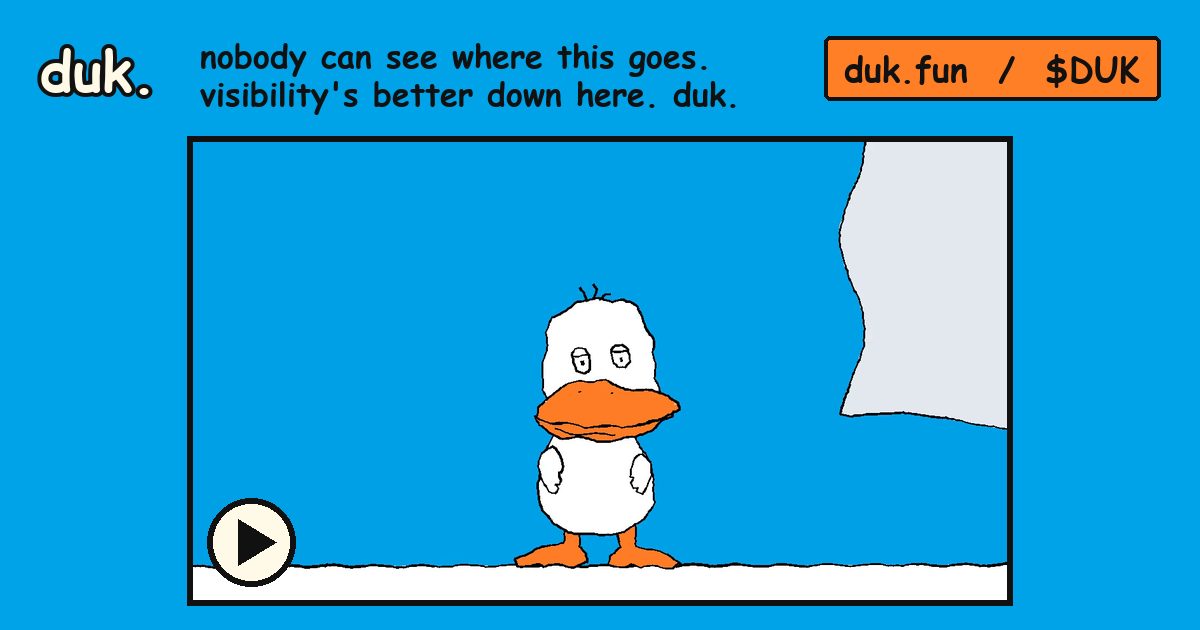 duk.
nobody can see where this goes.
visibility's better down here. duk.
duk.fun / $DUK